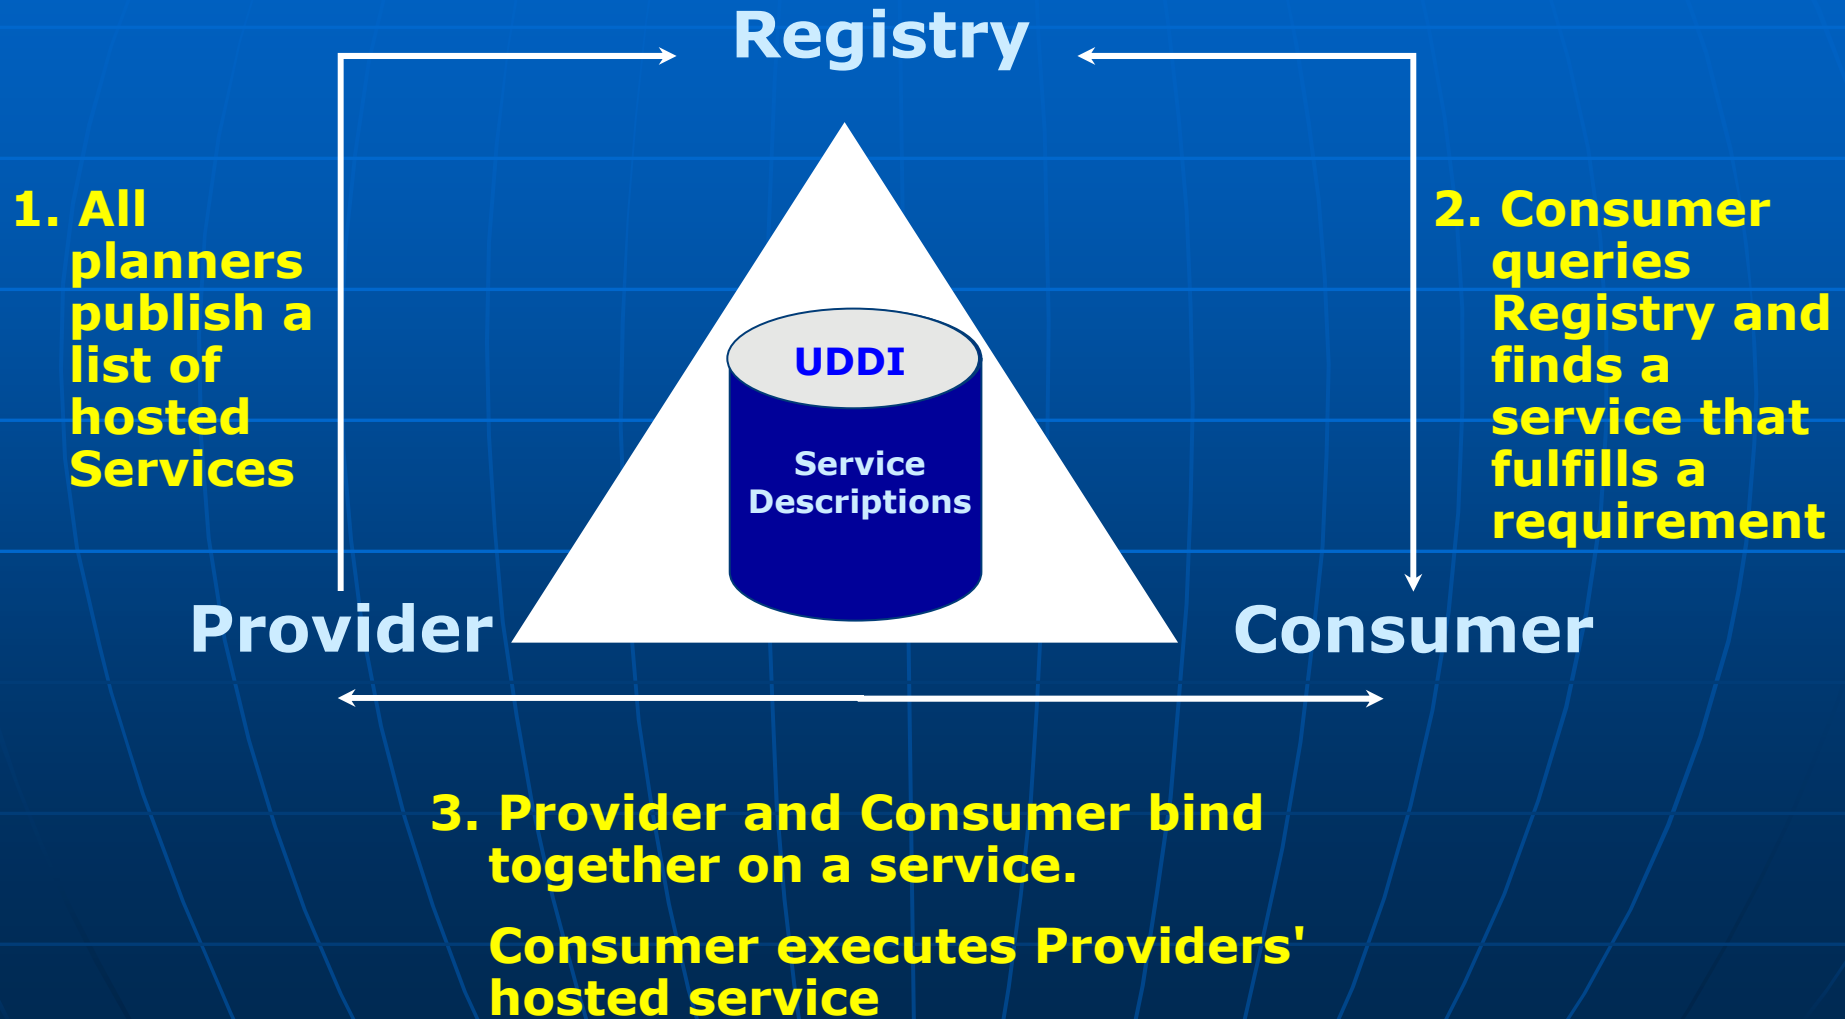 Registry
1. All
planners
publish a
list of
hosted
Services
2. Consumer
queries
Registry and
finds a
service that
fulfills a
requirement
UDDI
Service
Descriptions
Provider
Consumer
3. Provider and Consumer bind
together on a service.
Consumer executes Providers'
hosted service